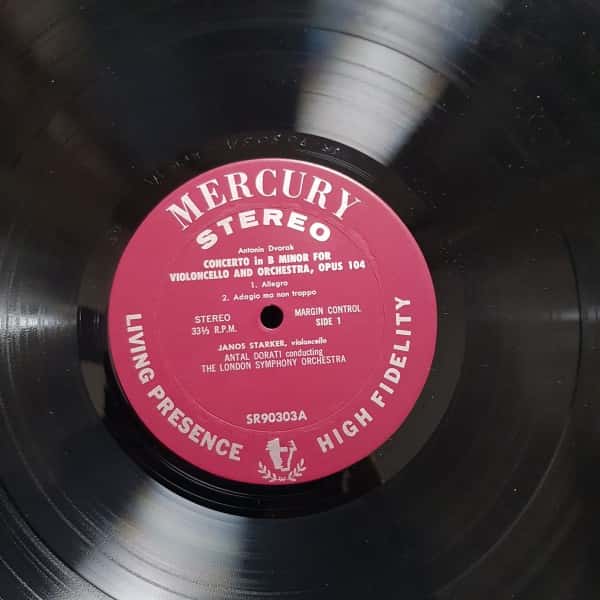 MERCURY
STEREO
Antonin Dvorak
CONCERTO in B MINOR FOR
VIOLONCELLO AND ORCHESTRA, OPUS 104
1. Allegro
2. Adagio ma non troppo
STEREO
33⅓ R.P.M.
MARGIN CONTROL
SIDE 1
JANOS STARKER, violoncello
ANTAL DORATI conducting
THE LONDON SYMPHONY ORCHESTRA
SR90303A
LIVING PRESENCE
HIGH FIDELITY